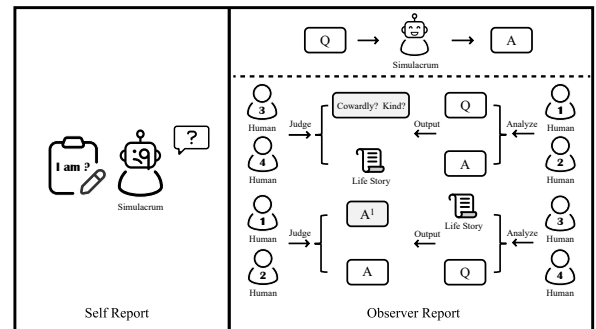 I am ?
?
Simulacrum
Self Report
Q
A
Simulacrum
3
Human
4
Human
Judge
Cowardly? Kind?
Life Story
Output
Q
A
Analyze
1
Human
2
Human
1
Human
2
Human
Judge
A¹
A
Output
Life Story
Q
Analyze
3
Human
4
Human
Observer Report